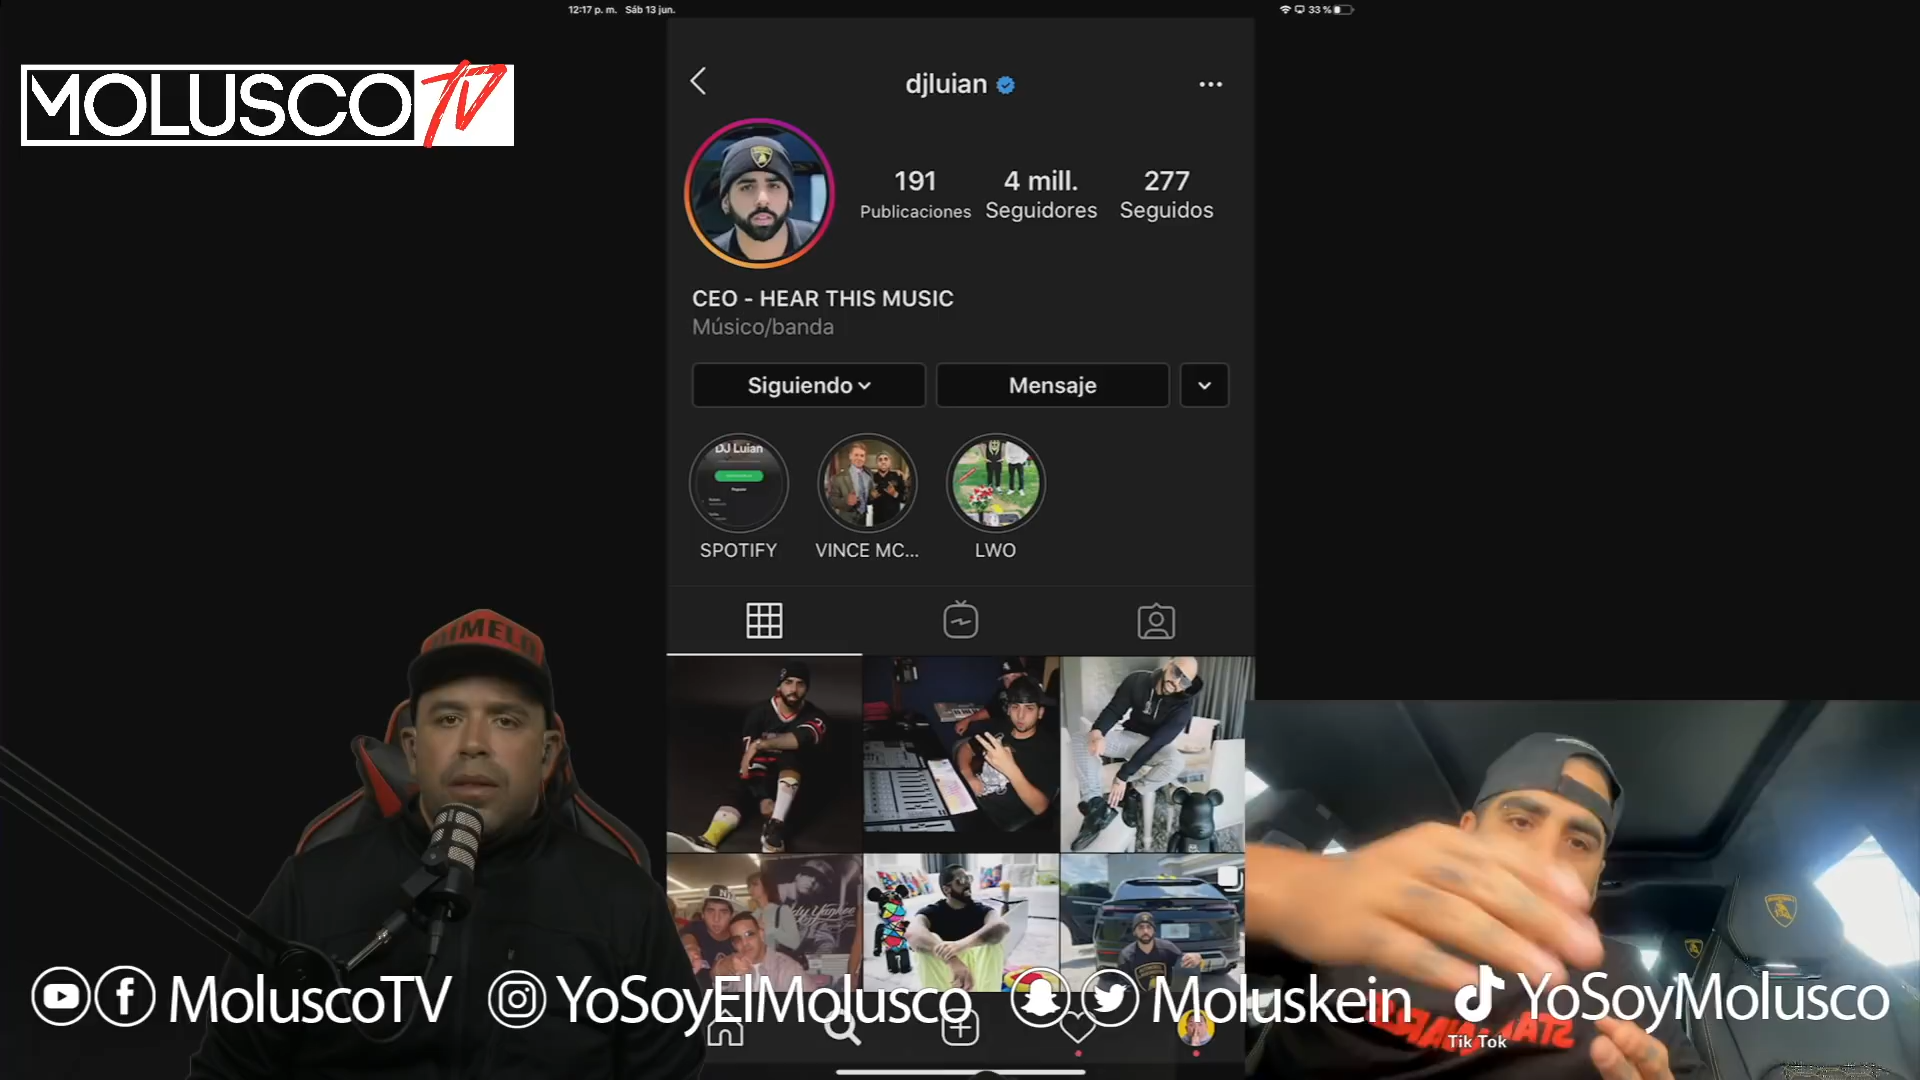 12:17 p. m. Sáb 13 jun.
33 %
MOLUSCO TV
djluian
191
Publicaciones
4 mill.
Seguidores
277
Seguidos
CEO - HEAR THIS MUSIC
Músico/banda
Siguiendo
Mensaje
DJ Luian
SPOTIFY
VINCE MC...
LWO
MoluscoTV
YoSoyElMolusco
Moluskein
YoSoyMolusco
Tik Tok